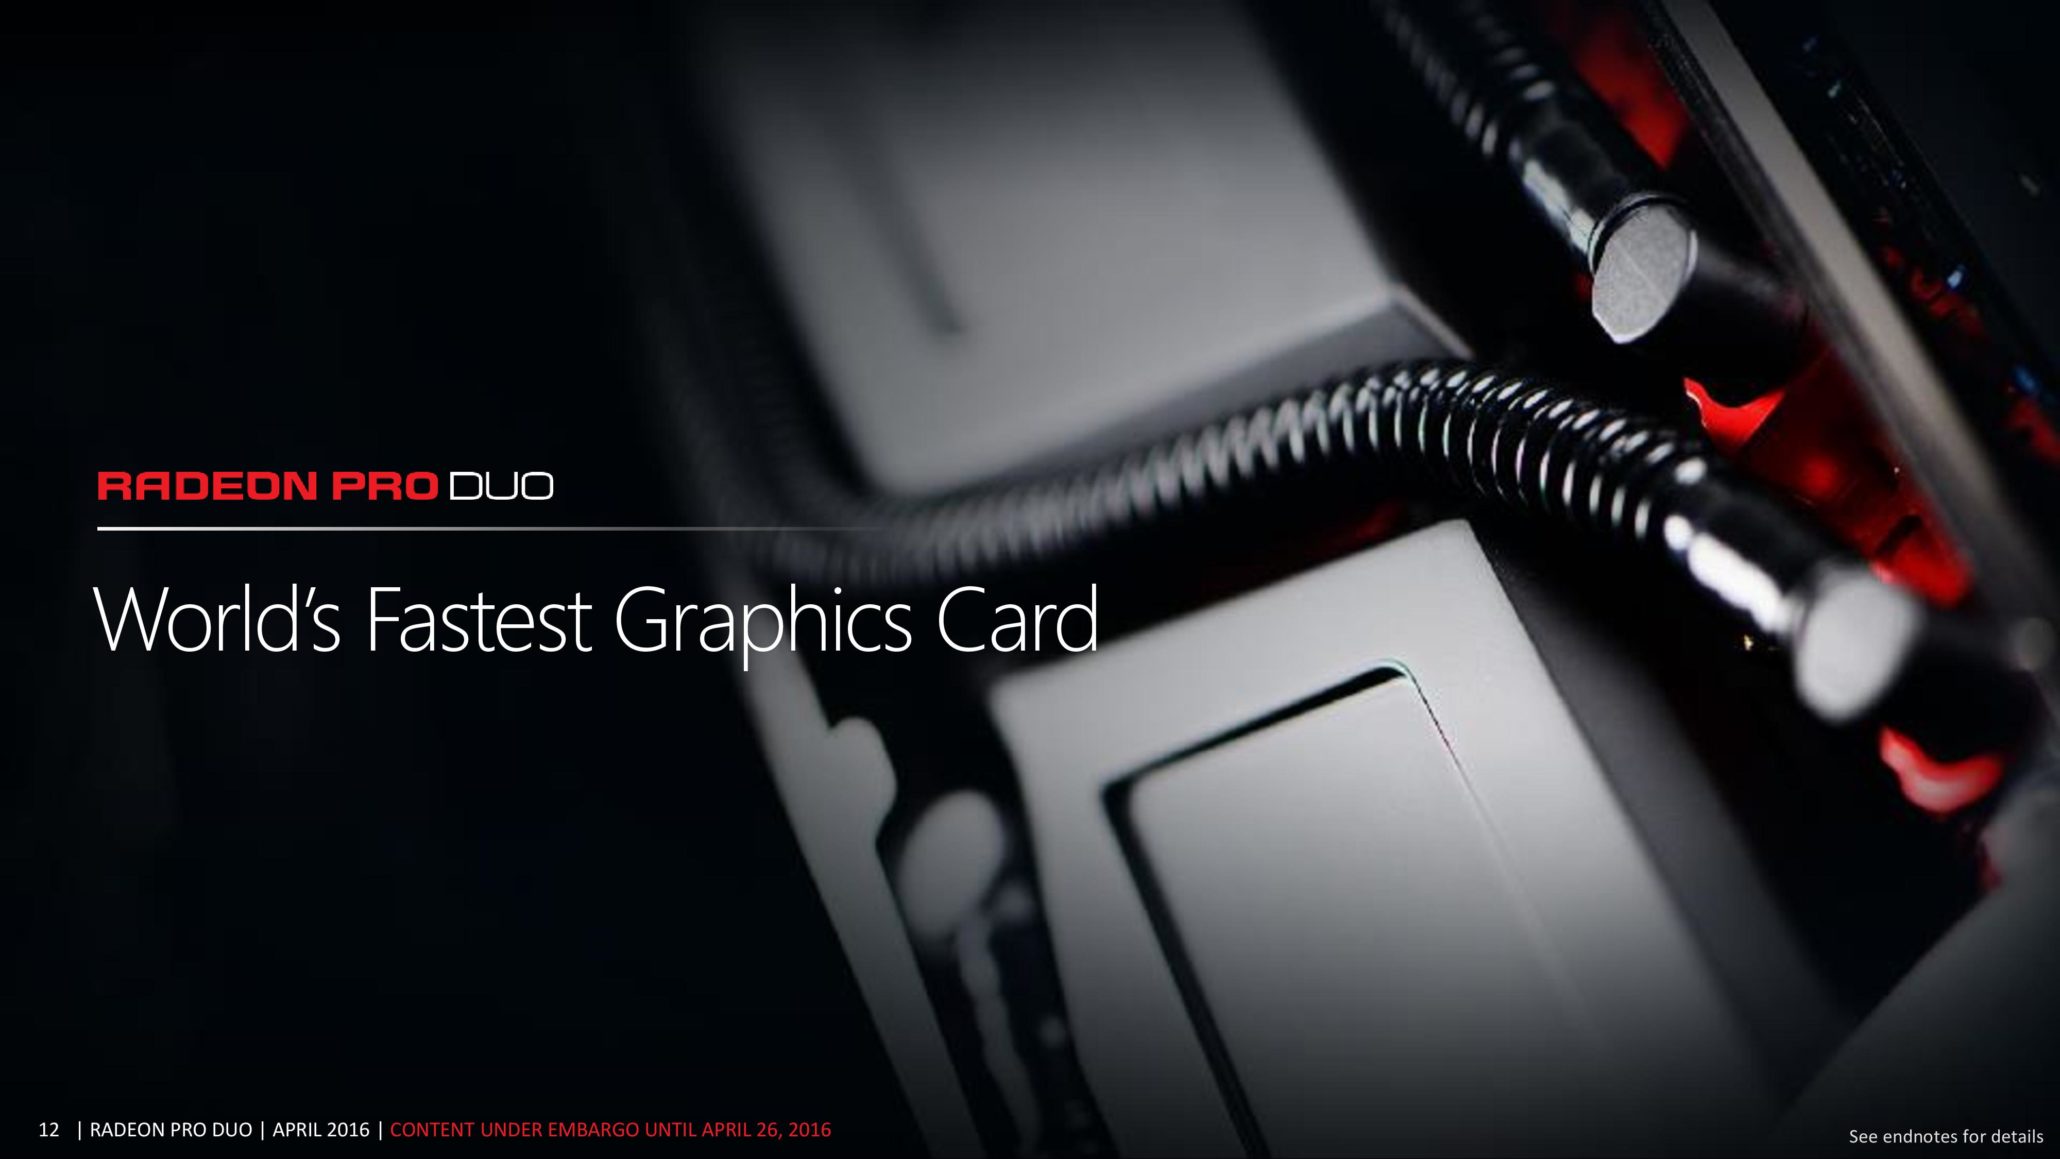 RADEON PRO DUO
World's Fastest Graphics Card
12 | RADEON PRO DUO | APRIL 2016 | CONTENT UNDER EMBARGO UNTIL APRIL 26, 2016
See endnotes for details